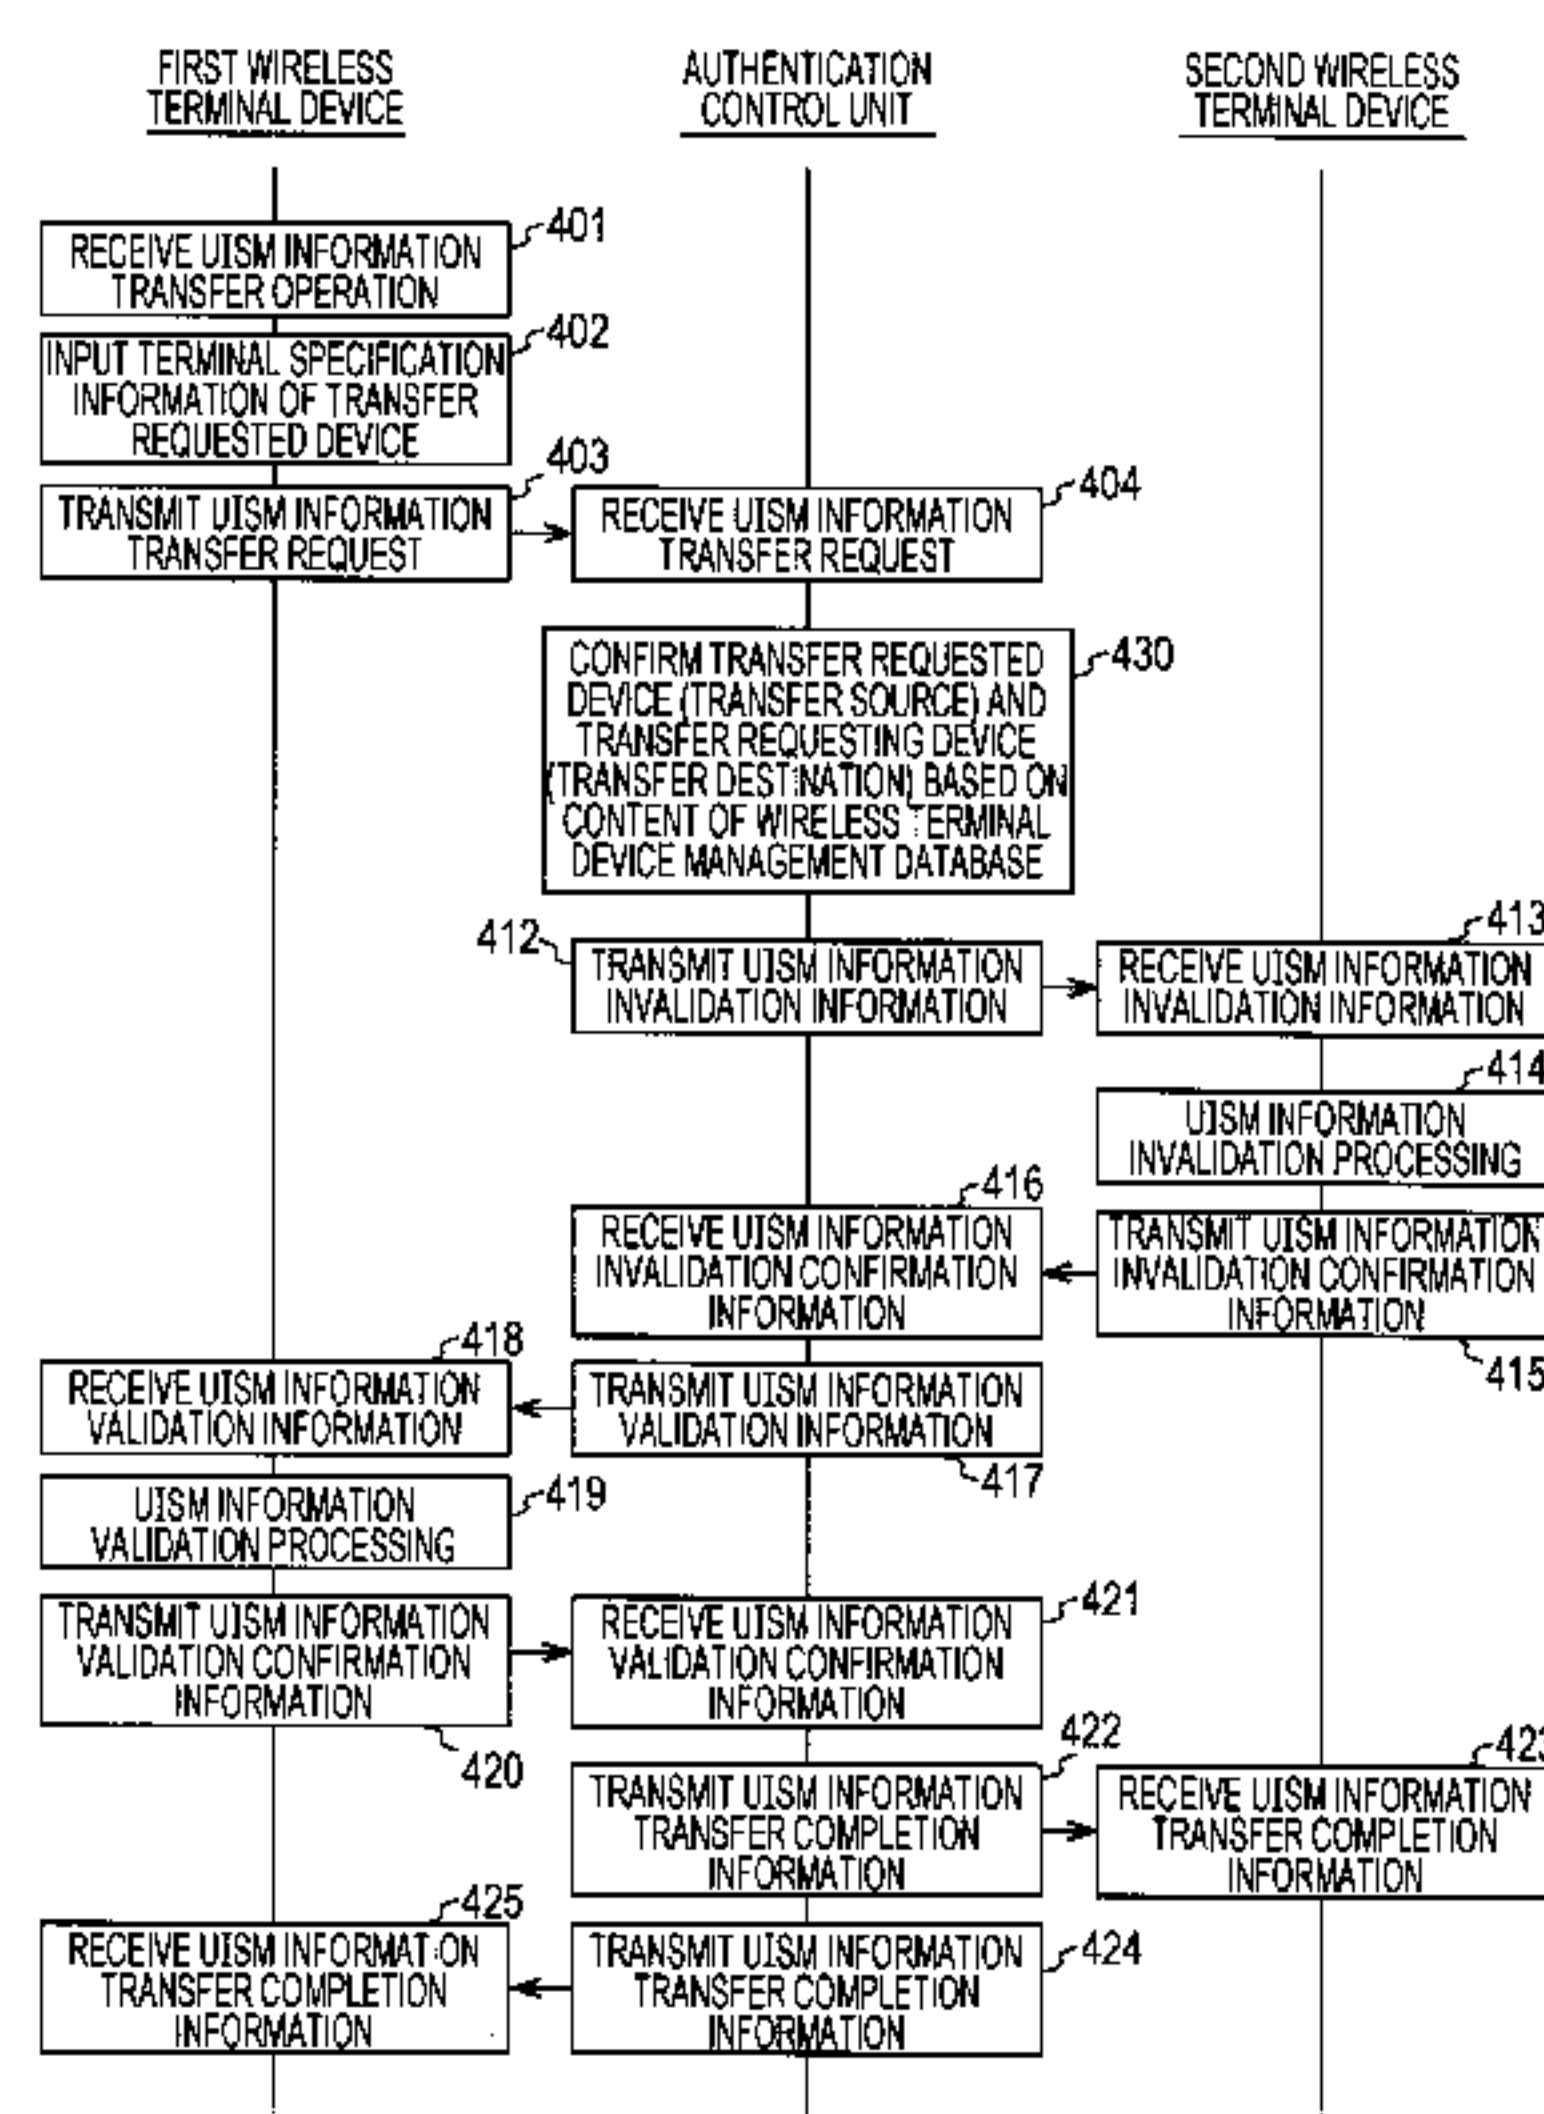 FIRST WIRELESS
TERMINAL DEVICE
AUTHENTICATION
CONTROL UNIT
SECOND WIRELESS
TERMINAL DEVICE
401
RECEIVE UISM INFORMATION
TRANSFER OPERATION
402
INPUT TERMINAL SPECIFICATION
INFORMATION OF TRANSFER
REQUESTED DEVICE
403
TRANSMIT UISM INFORMATION
TRANSFER REQUEST
404
RECEIVE UISM INFORMATION
TRANSFER REQUEST
430
CONFIRM TRANSFER REQUESTED
DEVICE (TRANSFER SOURCE) AND
TRANSFER REQUESTING DEVICE
(TRANSFER DESTINATION) BASED ON
CONTENT OF WIRELESS TERMINAL
DEVICE MANAGEMENT DATABASE
412
TRANSMIT UISM INFORMATION
INVALIDATION INFORMATION
413
RECEIVE UISM INFORMATION
INVALIDATION INFORMATION
414
UISM INFORMATION
INVALIDATION PROCESSING
416
RECEIVE UISM INFORMATION
INVALIDATION CONFIRMATION
INFORMATION
TRANSMIT UISM INFORMATION
INVALIDATION CONFIRMATION
INFORMATION
415
418
RECEIVE UISM INFORMATION
VALIDATION INFORMATION
TRANSMIT UISM INFORMATION
VALIDATION INFORMATION
417
419
UISM INFORMATION
VALIDATION PROCESSING
TRANSMIT UISM INFORMATION
VALIDATION CONFIRMATION
INFORMATION
420
421
RECEIVE UISM INFORMATION
VALIDATION CONFIRMATION
INFORMATION
422
TRANSMIT UISM INFORMATION
TRANSFER COMPLETION
INFORMATION
423
RECEIVE UISM INFORMATION
TRANSFER COMPLETION
INFORMATION
425
RECEIVE UISM INFORMATION
TRANSFER COMPLETION
INFORMATION
424
TRANSMIT UISM INFORMATION
TRANSFER COMPLETION
INFORMATION